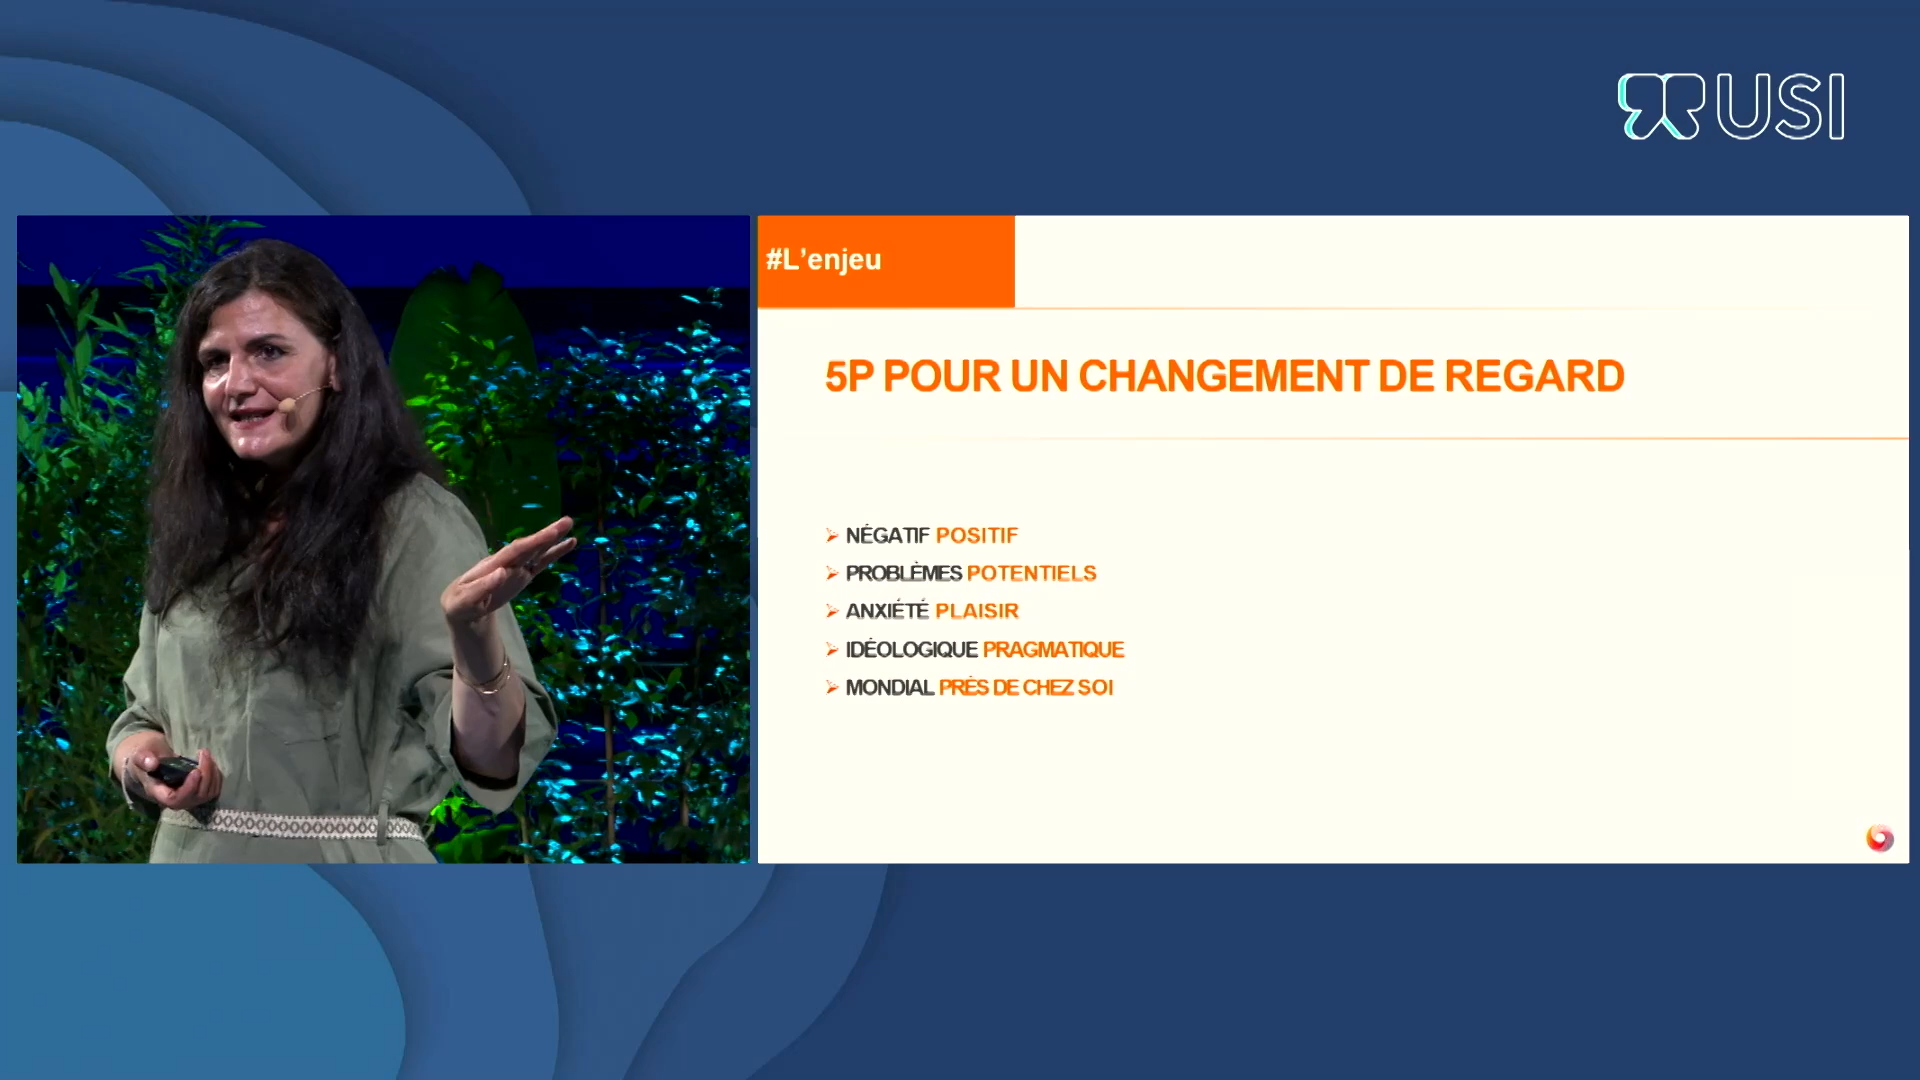 USI
#L'enjeu
5P POUR UN CHANGEMENT DE REGARD
➢ NÉGATIF POSITIF
➢ PROBLÈMES POTENTIELS
➢ ANXIÉTÉ PLAISIR
➢ IDÉOLOGIQUE PRAGMATIQUE
➢ MONDIAL PRÈS DE CHEZ SOI